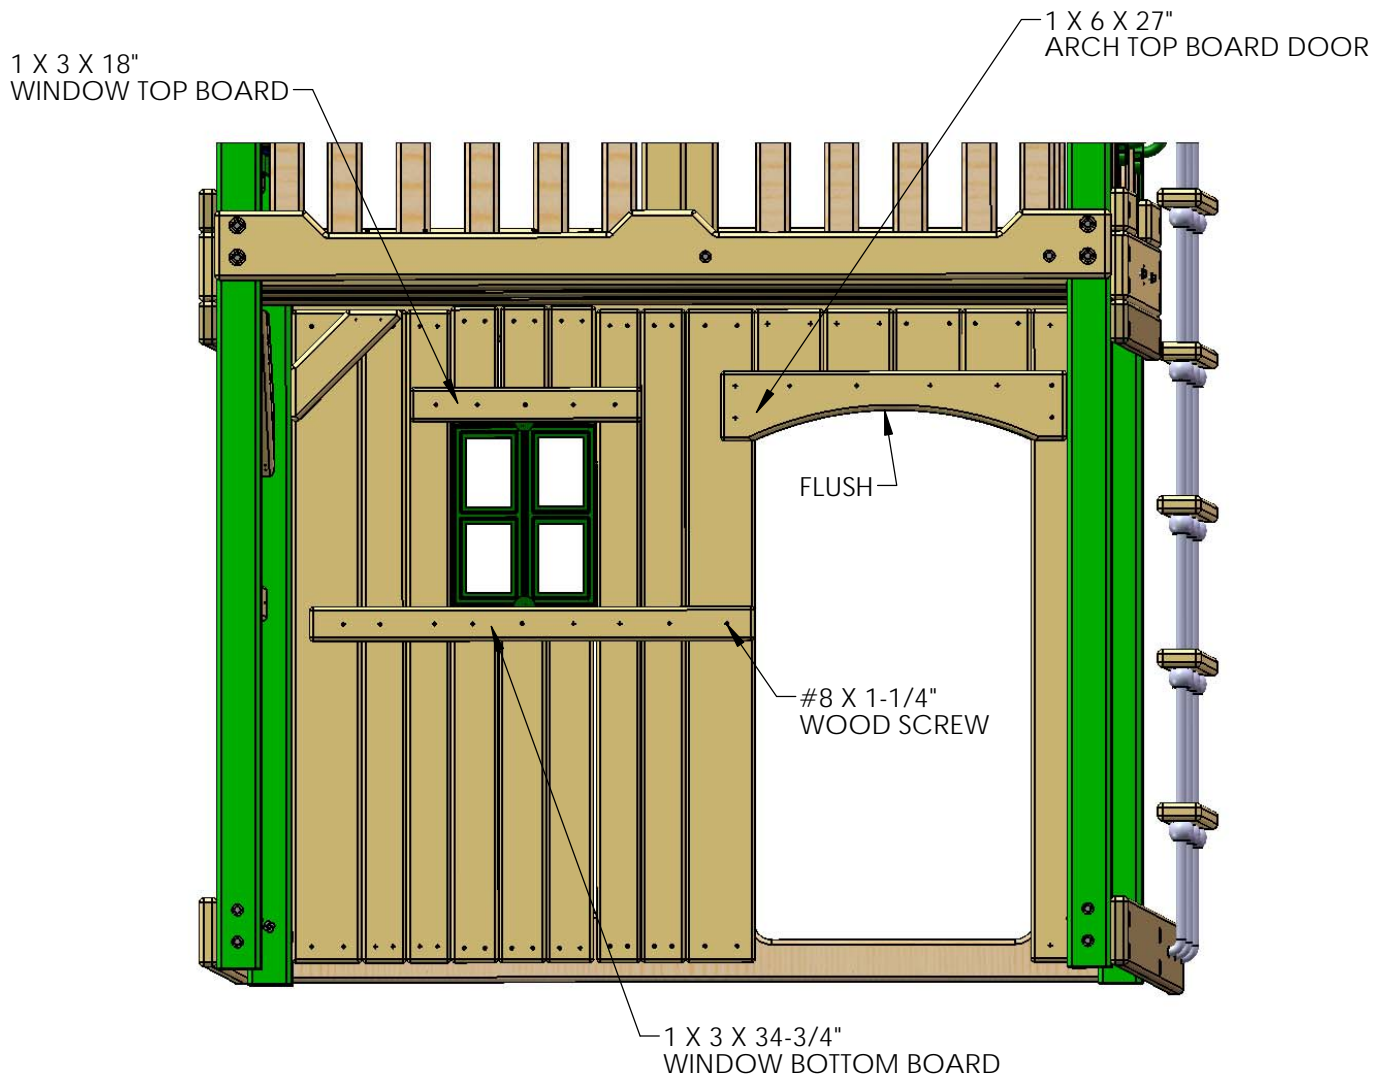 1 X 6 X 27"
ARCH TOP BOARD DOOR
1 X 3 X 18"
WINDOW TOP BOARD
FLUSH
#8 X 1-1/4"
WOOD SCREW
1 X 3 X 34-3/4"
WINDOW BOTTOM BOARD